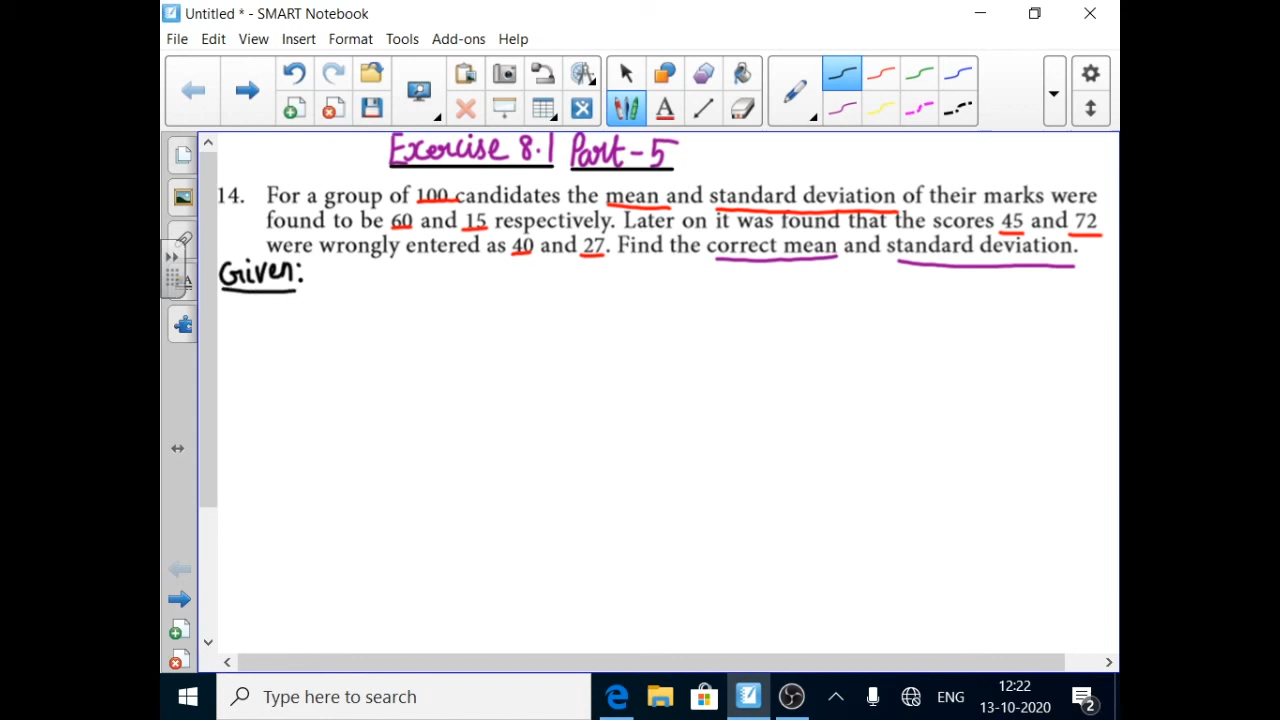 Untitled * - SMART Notebook
File Edit View Insert Format Tools Add-ons Help
Exercise 8.1 Part-5
14. For a group of 100 candidates the mean and standard deviation of their marks were
found to be 60 and 15 respectively. Later on it was found that the scores 45 and 72
were wrongly entered as 40 and 27. Find the correct mean and standard deviation.
Given:
Type here to search
ENG
12:22
13-10-2020
2